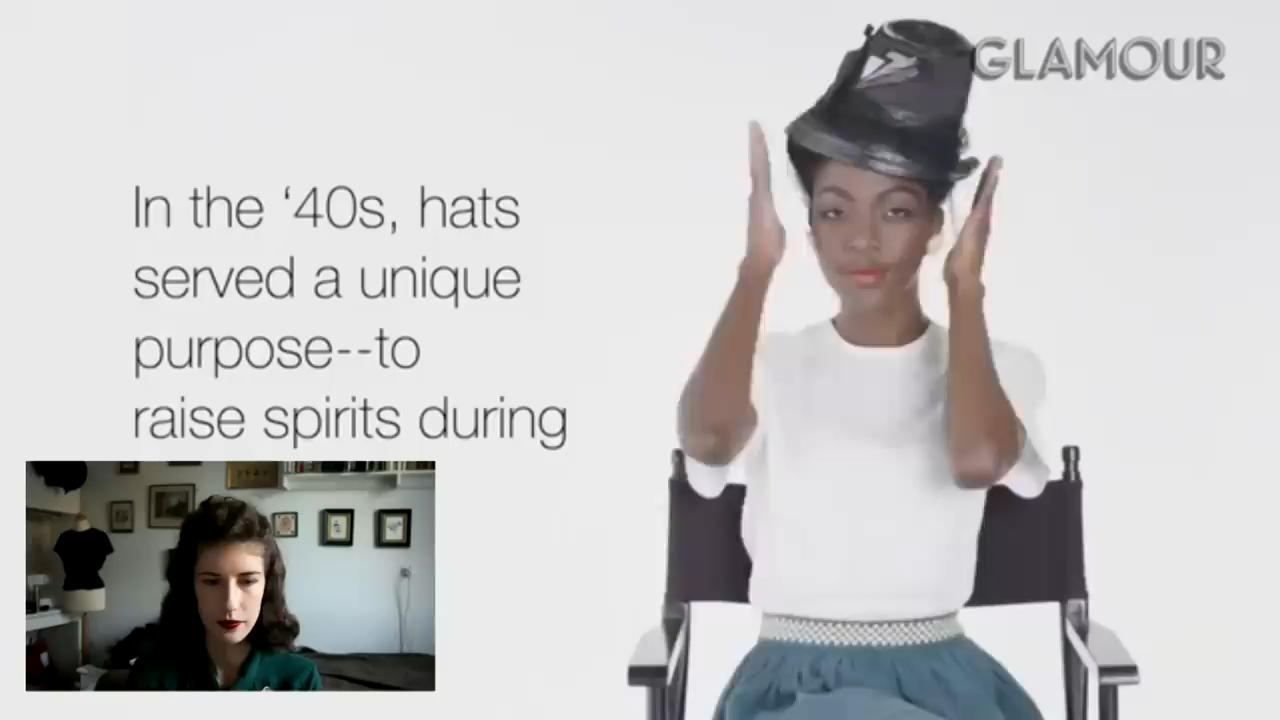 GLAMOUR
In the ‘40s, hats
served a unique
purpose--to
raise spirits during